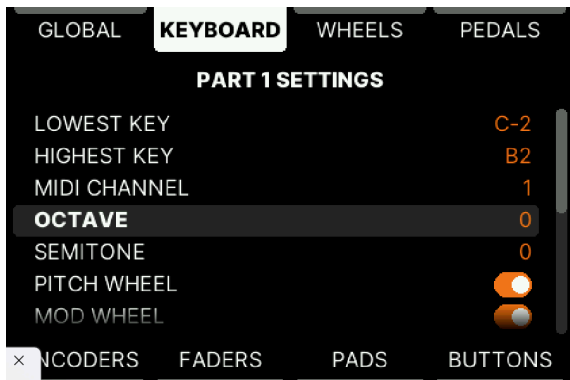 GLOBAL KEYBOARD WHEELS PEDALS
PART 1 SETTINGS
LOWEST KEY C-2
HIGHEST KEY B2
MIDI CHANNEL 1
OCTAVE 0
SEMITONE 0
PITCH WHEEL
MOD WHEEL
NCODERS FADERS PADS BUTTONS